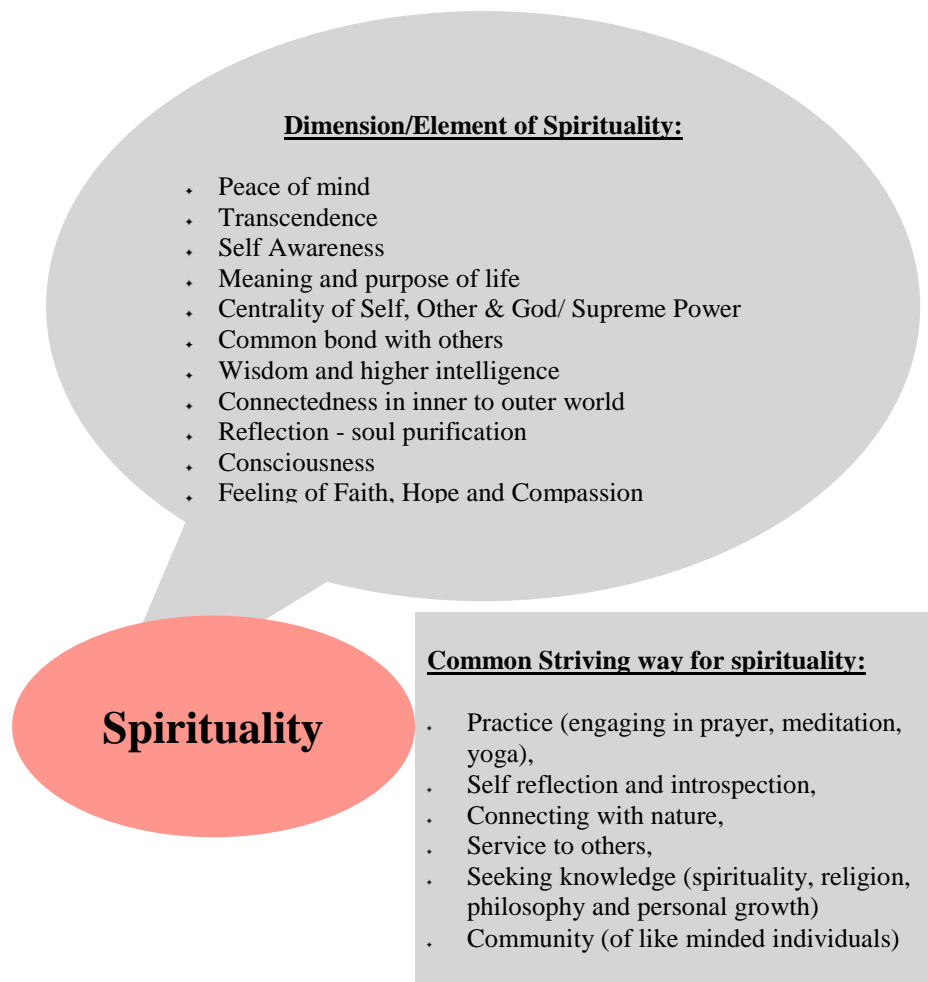 Dimension/Element of Spirituality:
Peace of mind
Transcendence
Self Awareness
Meaning and purpose of life
Centrality of Self, Other & God/ Supreme Power
Common bond with others
Wisdom and higher intelligence
Connectedness in inner to outer world
Reflection - soul purification
Consciousness
Feeling of Faith, Hope and Compassion
Spirituality
Common Striving way for spirituality:
Practice (engaging in prayer, meditation,
yoga),
Self reflection and introspection,
Connecting with nature,
Service to others,
Seeking knowledge (spirituality, religion,
philosophy and personal growth)
Community (of like minded individuals)